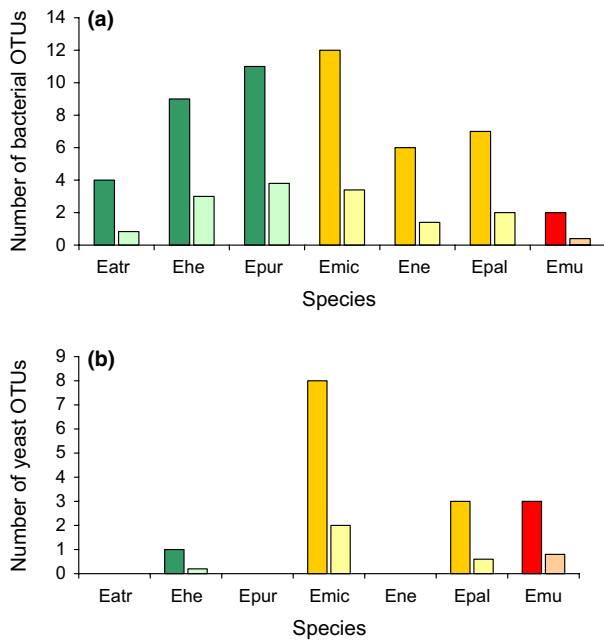 (a)
Number of bacterial OTUs
14
12
10
8
6
4
2
0
Eatr Ehe Epur Emic Ene Epal Emu
Species
(b)
Number of yeast OTUs
9
8
7
6
5
4
3
2
1
0
Eatr Ehe Epur Emic Ene Epal Emu
Species